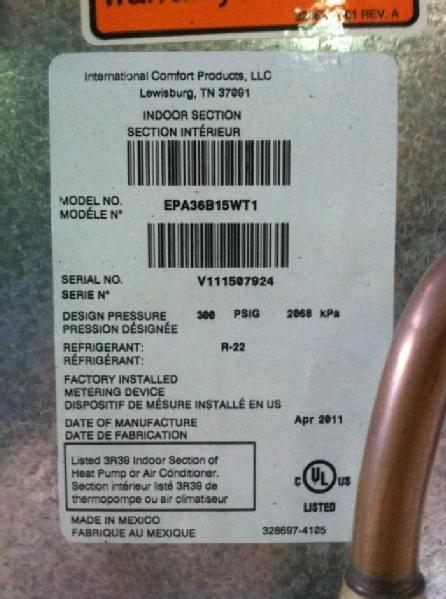 REV. A
International Comfort Products, LLC
Lewisburg, TN 37091
INDOOR SECTION
SECTION INTÉRIEUR
MODEL NO. EPA36B15WT1
MODÉLE N°
SERIAL NO. V111507924
SERIE N°
DESIGN PRESSURE 300 PSIG 2068 kPa
PRESSION DÉSIGNÉE
REFRIGERANT: R-22
RÉFRIGÉRANT:
FACTORY INSTALLED
METERING DEVICE
DISPOSITIF DE MÉSURE INSTALLÉ EN US
DATE OF MANUFACTURE Apr 2011
DATE DE FABRICATION
Listed 3R39 Indoor Section of
Heat Pump or Air Conditioner.
Section intérieur listé 3R39 de
thermopompe ou air climatiseur
C UL US
LISTED
MADE IN MEXICO
FABRIQUE AU MEXIQUE 328697-4105